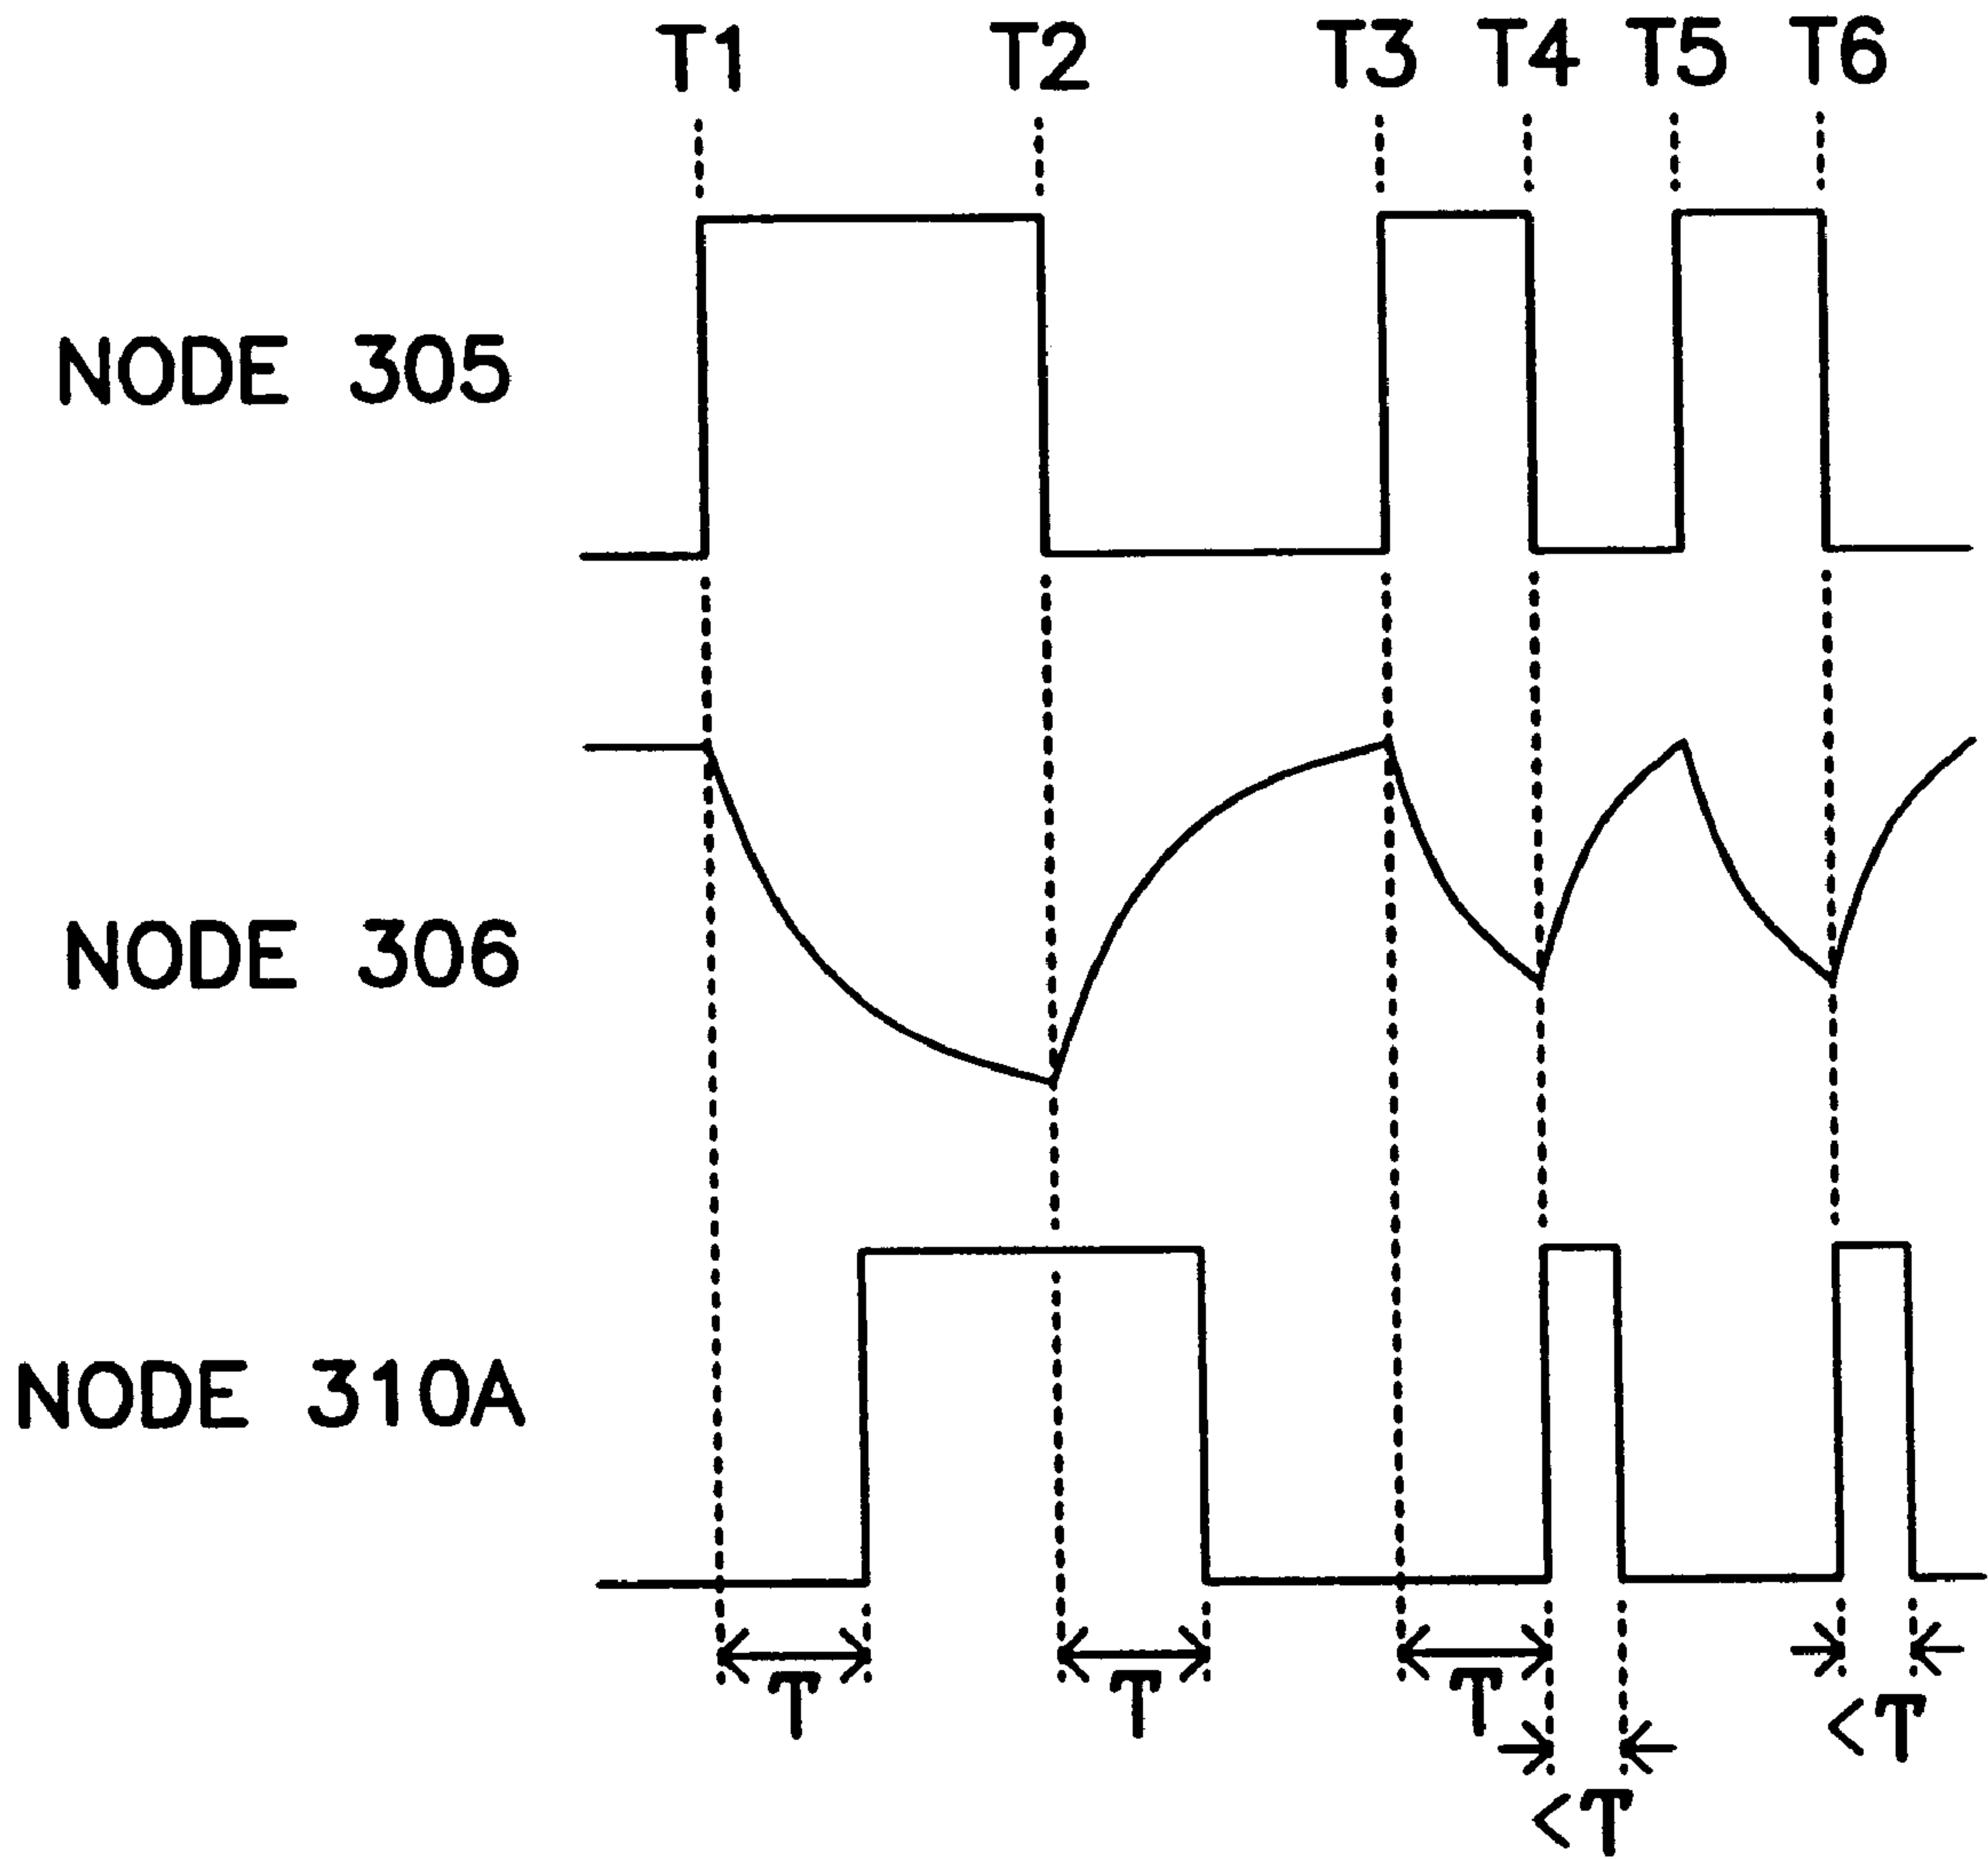 T1 T2 T3 T4 T5 T6
NODE 305
NODE 306
NODE 310A
T T T <T
<T